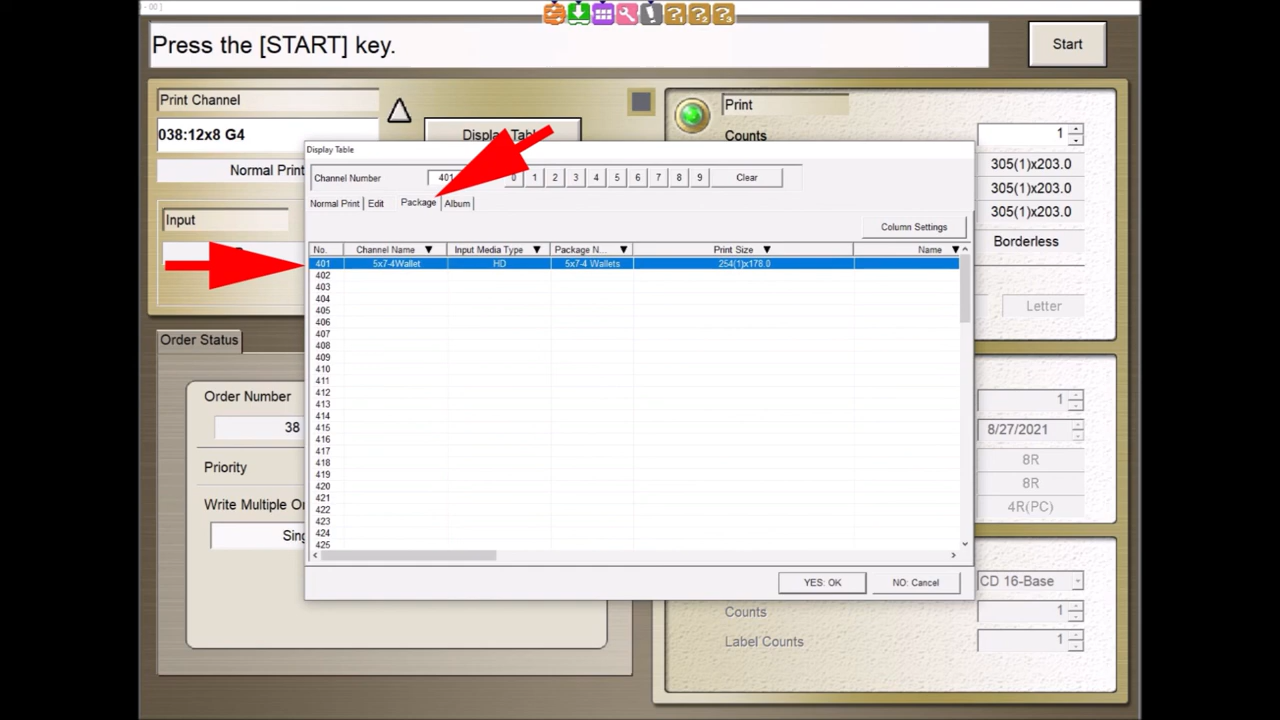 - 00 ]
Press the [START] key.
Start
Print Channel
038:12x8 G4
Normal Print
Input
Print
Counts
1
305(1)x203.0
305(1)x203.0
305(1)x203.0
Borderless
Letter
Display Table
Channel Number
401
0 1 2 3 4 5 6 7 8 9 Clear
Normal Print Edit Package Album
Column Settings
No. Channel Name Input Media Type Package N... Print Size Name
401 5x7-4Wallet HD 5x7-4 Wallets 254(1)x178.0
402
403
404
405
406
407
408
409
410
411
412
413
414
415
416
417
418
419
420
421
422
423
424
425
YES: OK
NO: Cancel
Order Status
Order Number
38
Priority
Write Multiple Or
Sing
1
8/27/2021
8R
8R
4R(PC)
CD 16-Base
Counts
1
Label Counts
1